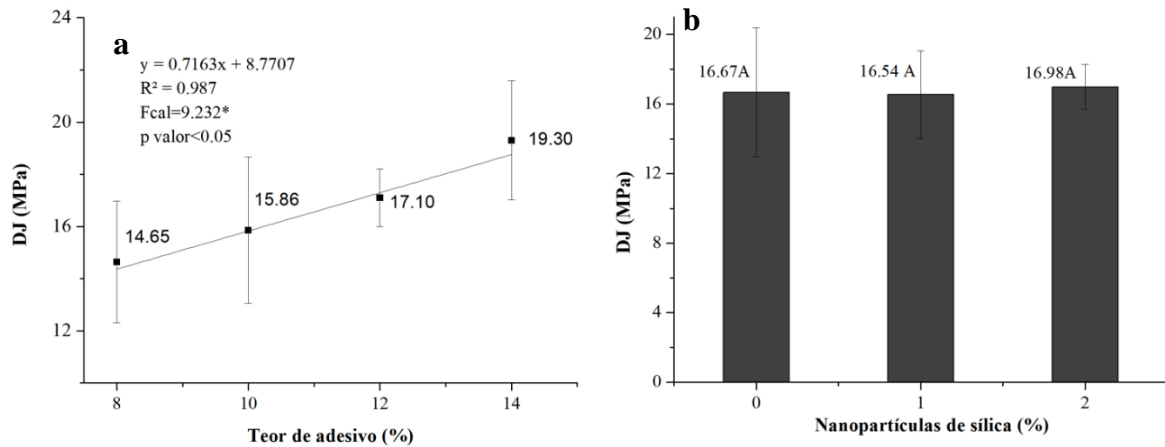 a
y = 0.7163x + 8.7707
R² = 0.987
Fcal=9.232*
p valor<0.05
24
20
16
12
DJ (MPa)
14.65
15.86
17.10
19.30
8
10
12
14
Teor de adesivo (%)
b
20
16
12
8
4
0
DJ (MPa)
16.67A
16.54 A
16.98A
0
1
2
Nanopartículas de sílica (%)